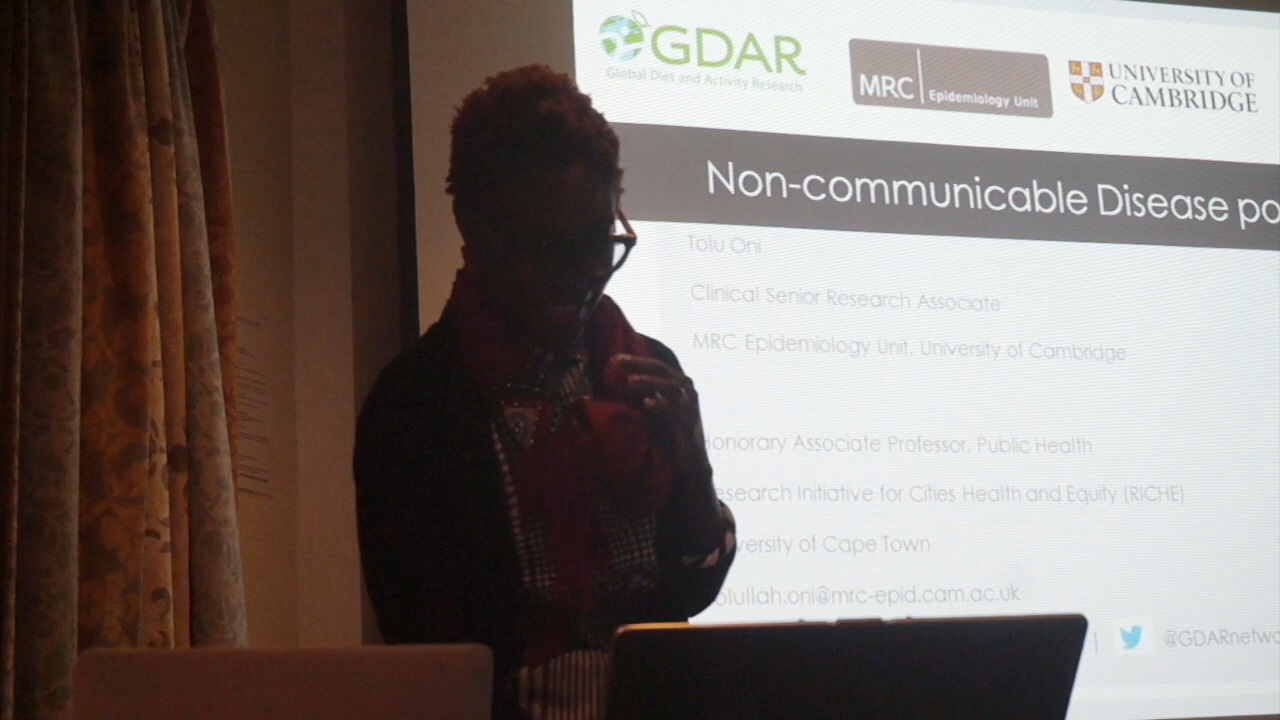 GDAR
Global Diet and Activity Research
MRC Epidemiology Unit
UNIVERSITY OF
CAMBRIDGE
Non-communicable Disease po
Tolu Oni
Clinical Senior Research Associate
MRC Epidemiology Unit, University of Cambridge
Honorary Associate Professor, Public Health
esearch Initiative for Cities Health and Equity (RICHE)
versity of Cape Town
olullah.oni@mrc-epid.cam.ac.uk
| @GDARnetwo